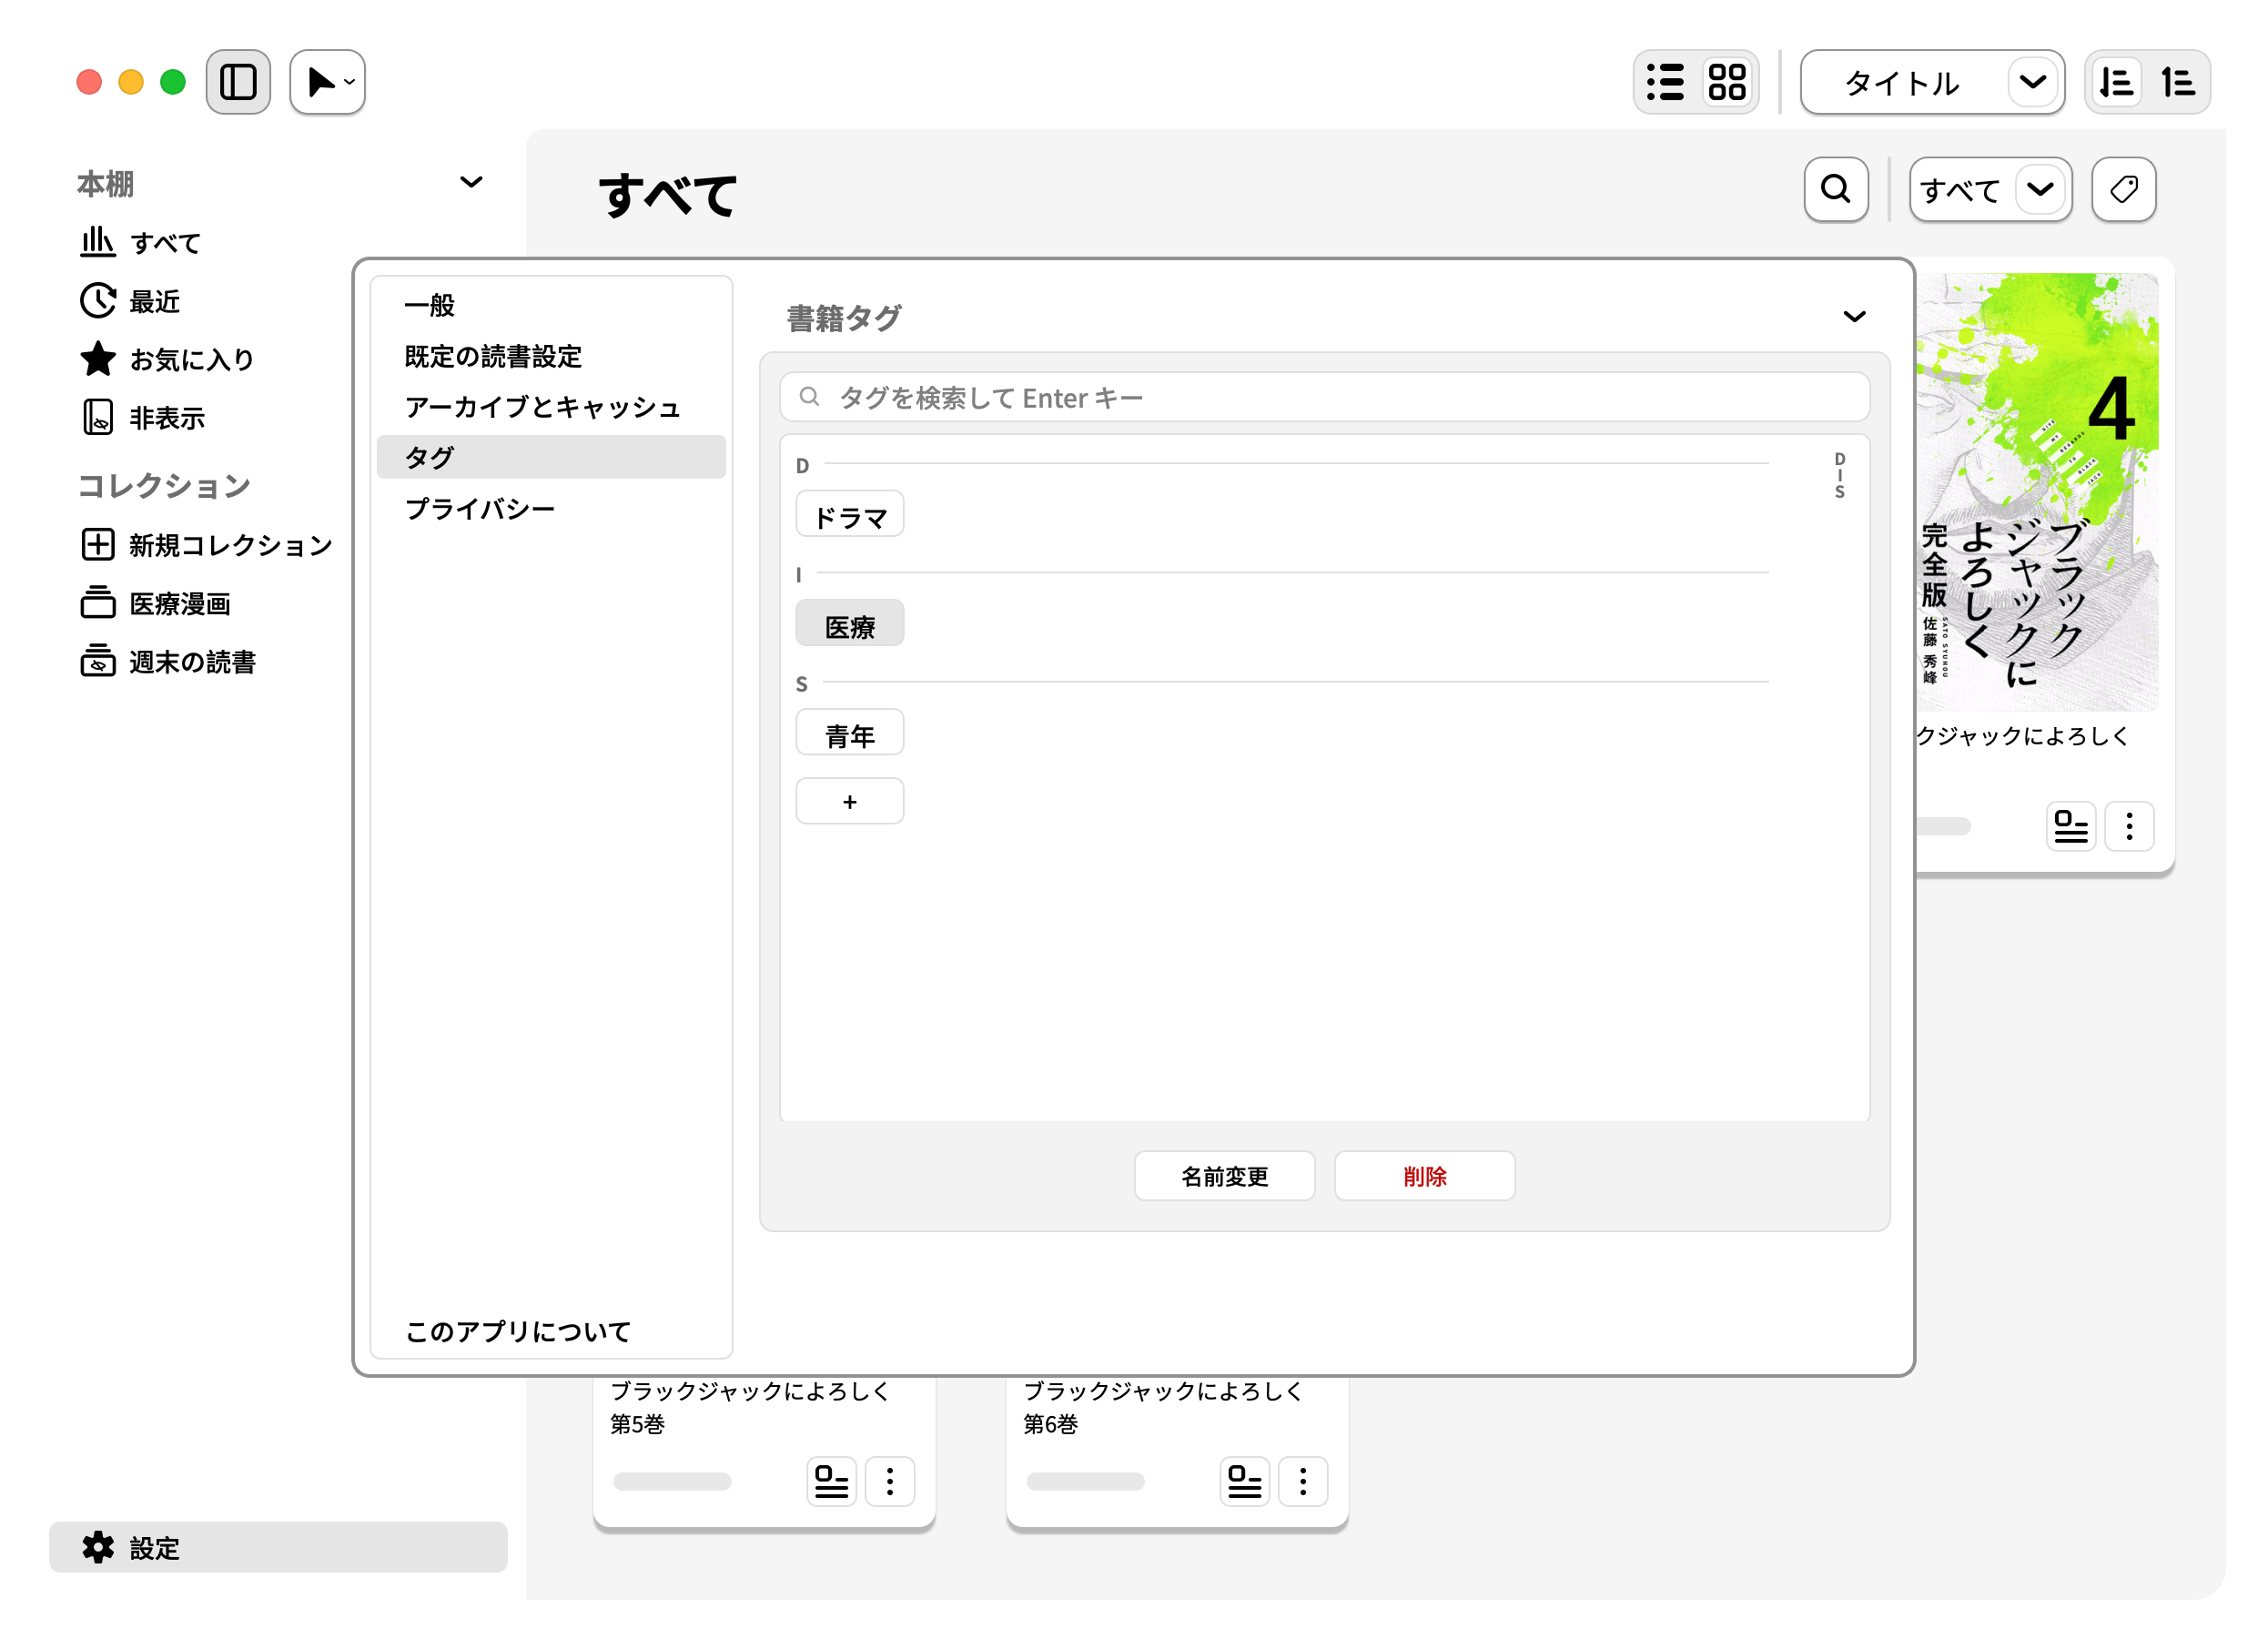 タイトル
本棚
すべて
最近
お気に入り
非表示
コレクション
新規コレクション
医療漫画
週末の読書
設定
すべて
すべて
一般
既定の読書設定
アーカイブとキャッシュ
タグ
プライバシー
このアプリについて
書籍タグ
タグを検索して Enter キー
D
ドラマ
I
医療
S
青年
+
D
I
S
名前変更
削除
4
ブラック
ジャックに
よろしく
完全版
佐藤 秀峰
SATO SYUHOU
クジャックによろしく
ブラックジャックによろしく
第5巻
ブラックジャックによろしく
第6巻